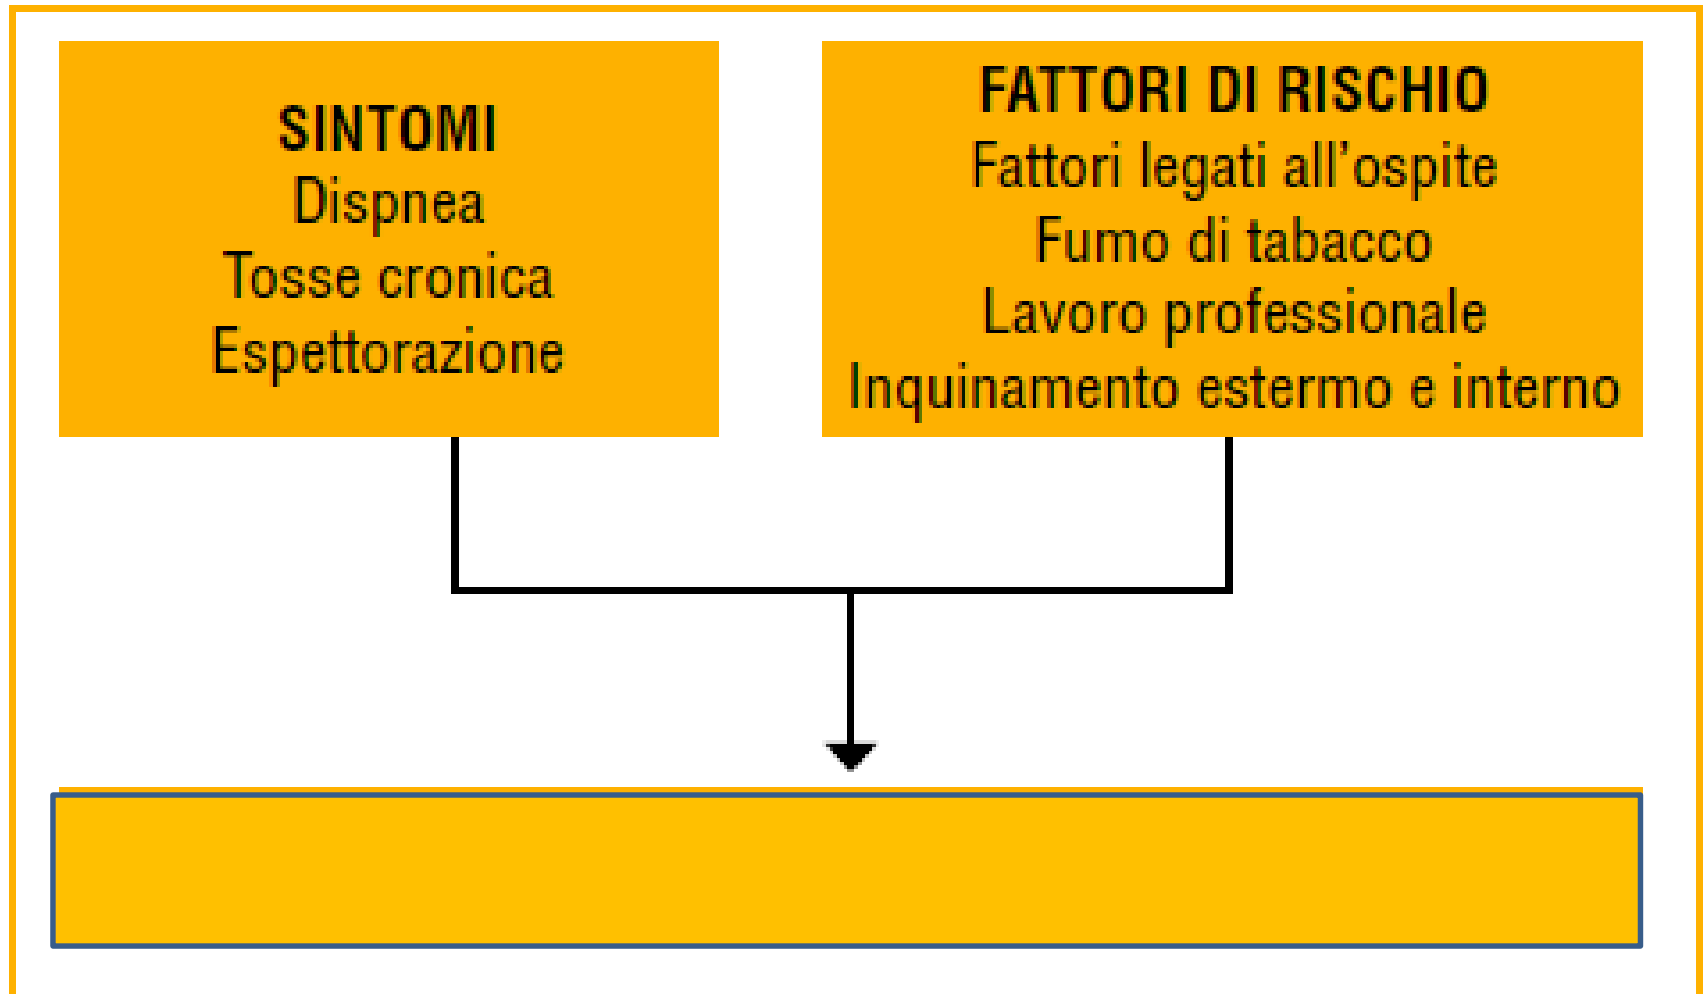 SINTOMI
Dispnea
Tosse cronica
Espettorazione
FATTORI DI RISCHIO
Fattori legati all’ospite
Fumo di tabacco
Lavoro professionale
Inquinamento estermo e interno